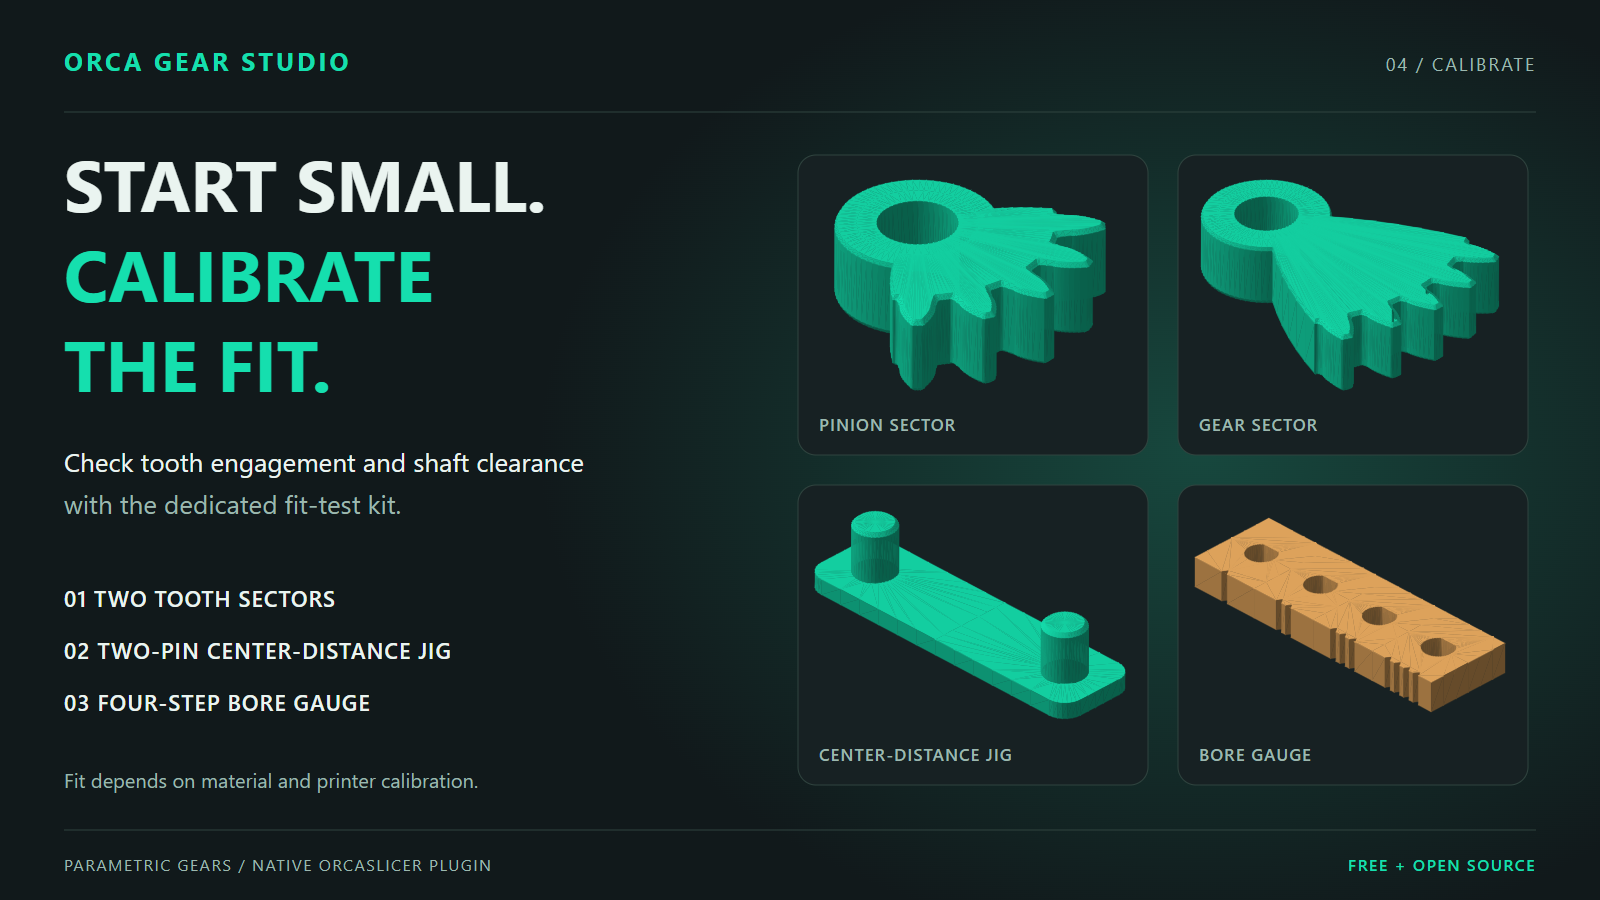 ORCA GEAR STUDIO
04 / CALIBRATE
START SMALL.
CALIBRATE
THE FIT.
Check tooth engagement and shaft clearance
with the dedicated fit-test kit.
01 TWO TOOTH SECTORS
02 TWO-PIN CENTER-DISTANCE JIG
03 FOUR-STEP BORE GAUGE
Fit depends on material and printer calibration.
PINION SECTOR
GEAR SECTOR
CENTER-DISTANCE JIG
BORE GAUGE
PARAMETRIC GEARS / NATIVE ORCASLICER PLUGIN
FREE + OPEN SOURCE